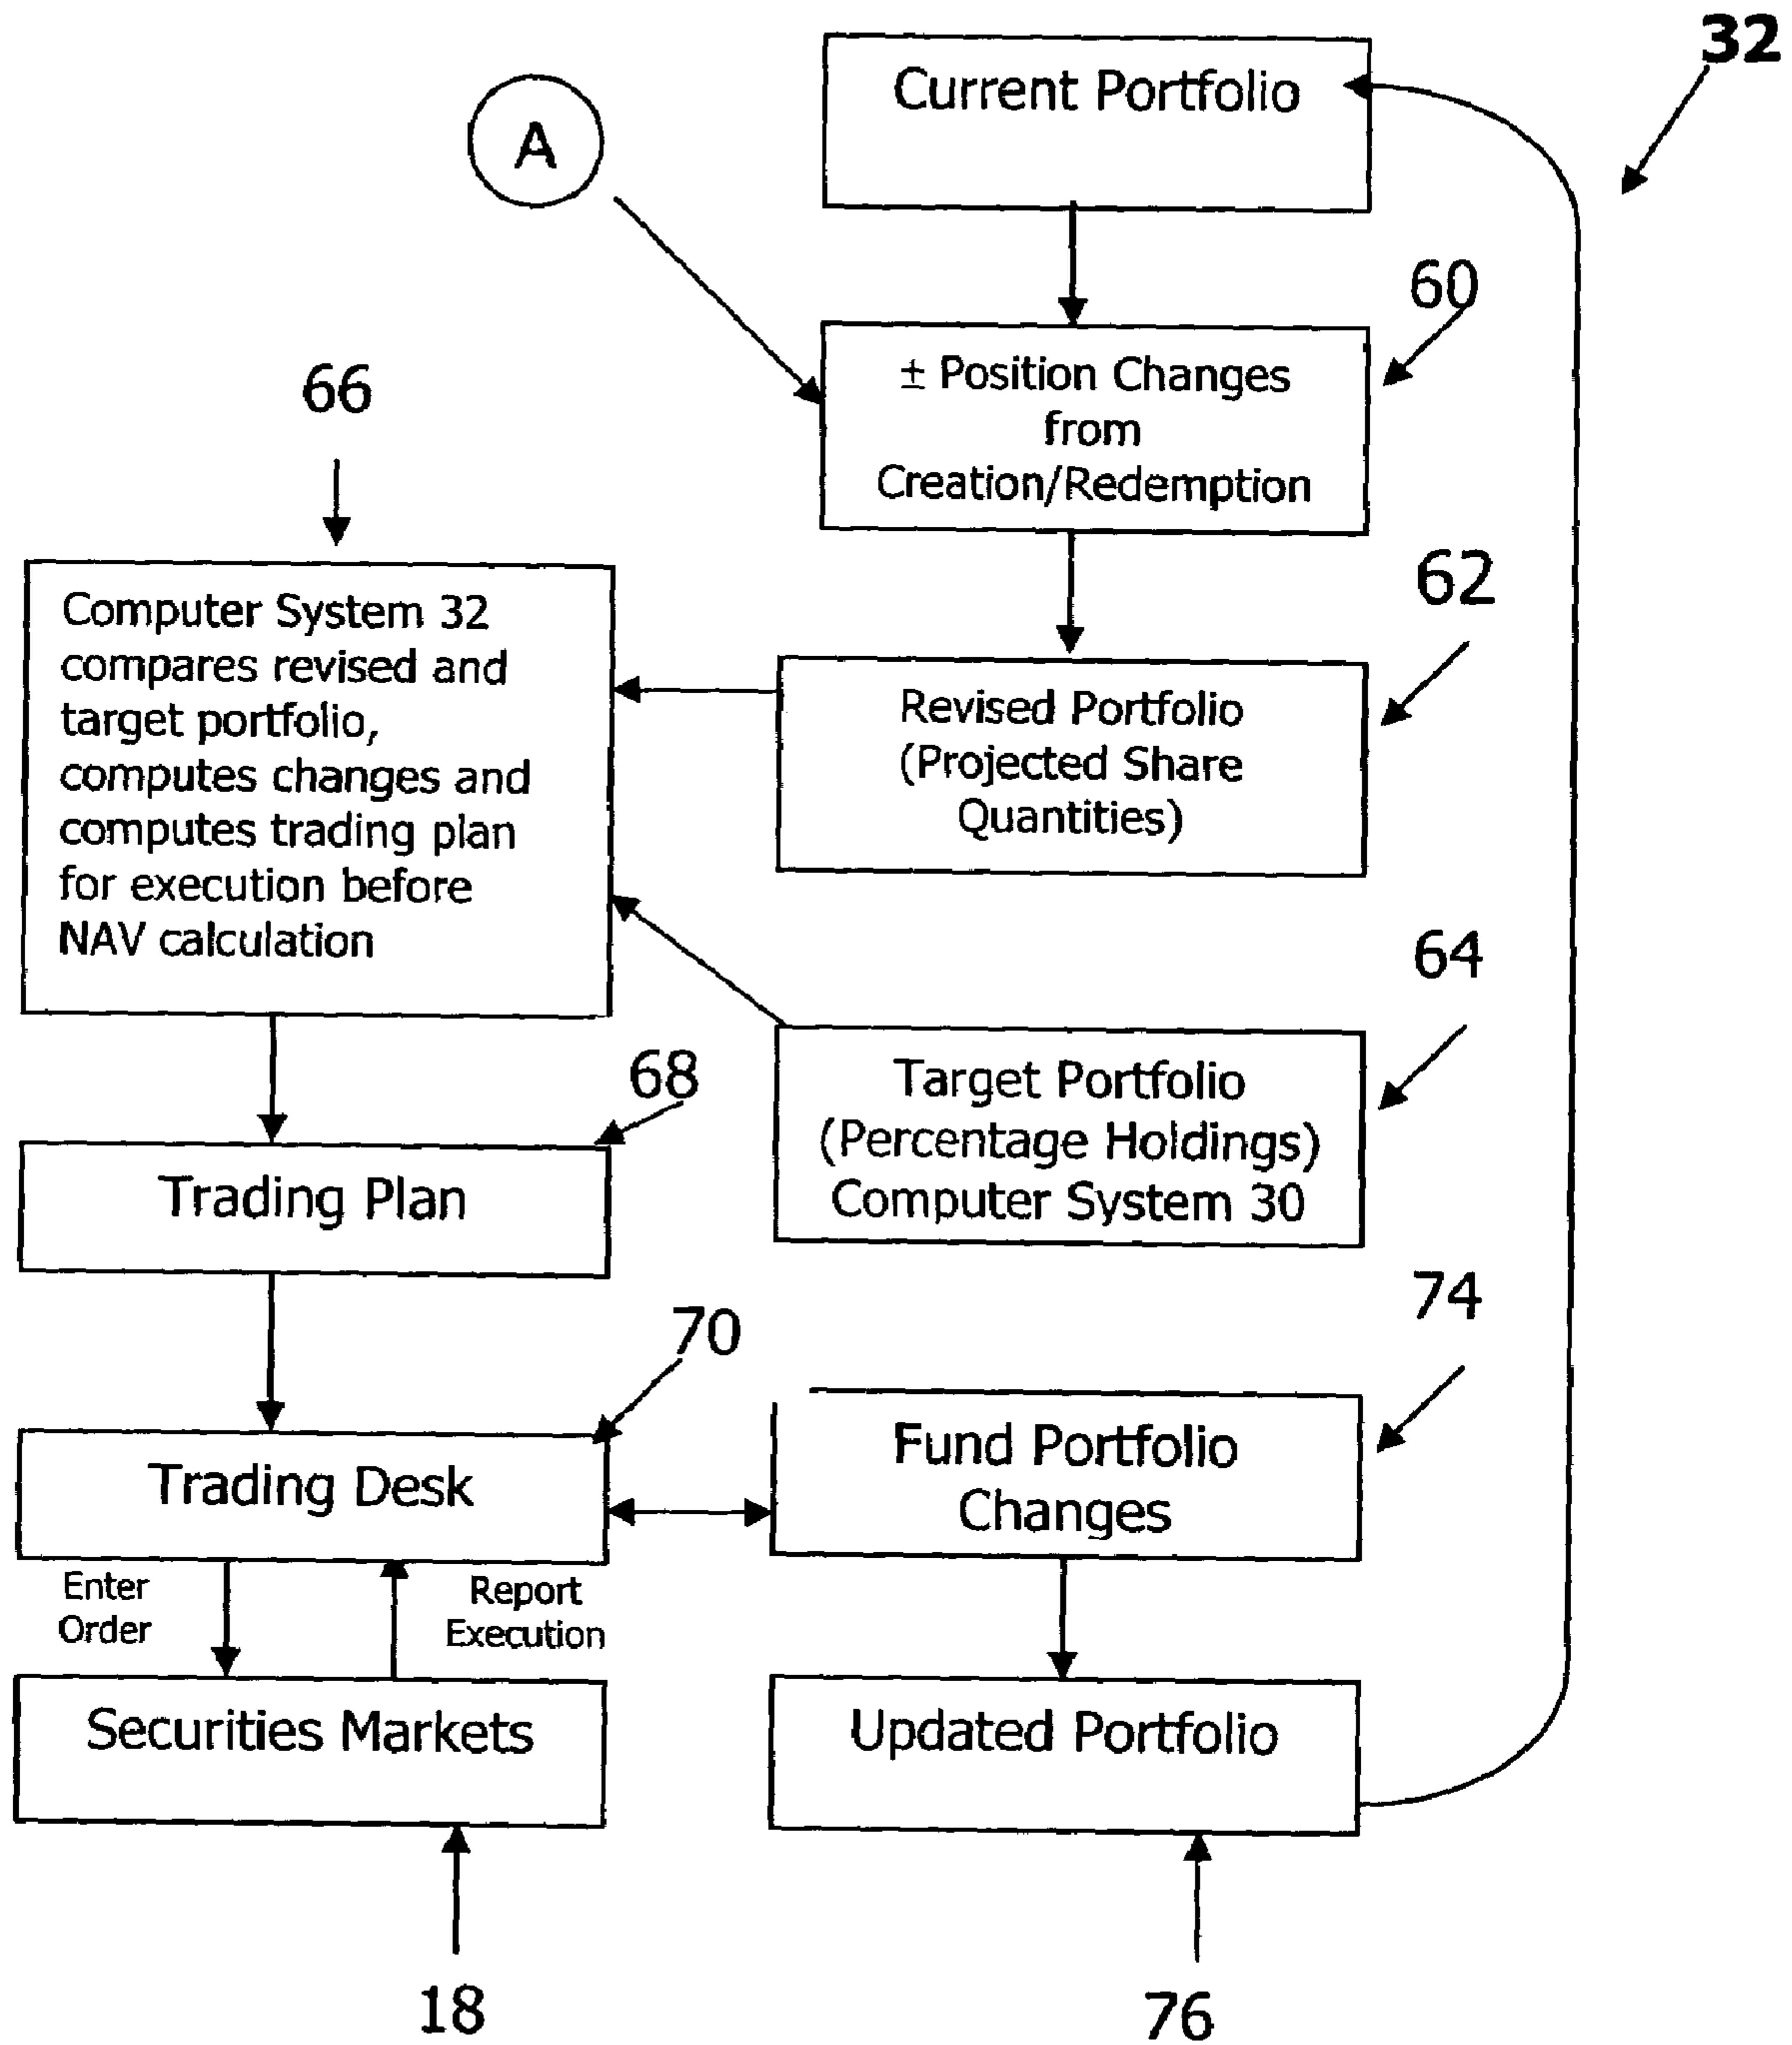 32
Current Portfolio
A
60
± Position Changes
from
Creation/Redemption
66
62
Computer System 32
compares revised and
target portfolio,
computes changes and
computes trading plan
for execution before
NAV calculation
Revised Portfolio
(Projected Share
Quantities)
64
Target Portfolio
(Percentage Holdings)
Computer System 30
68
Trading Plan
74
70
Trading Desk
Fund Portfolio
Changes
Enter
Order
Report
Execution
Securities Markets
Updated Portfolio
18
76